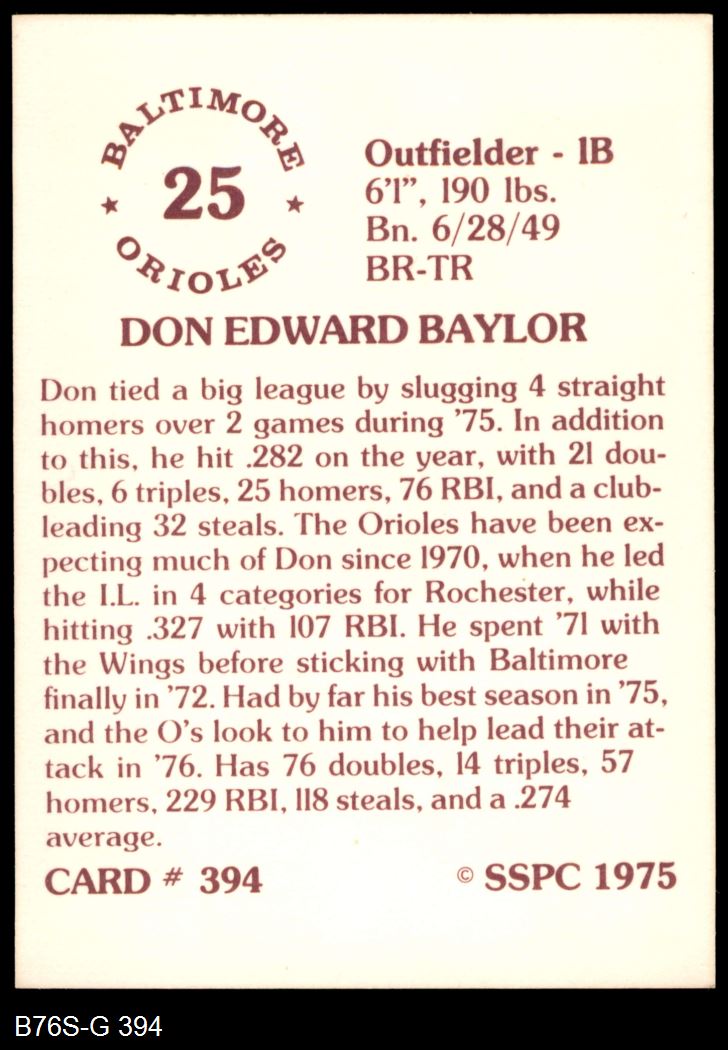 BALTIMORE
25
ORIOLES
Outfielder - 1B
6'1”, 190 lbs.
Bn. 6/28/49
BR-TR
DON EDWARD BAYLOR
Don tied a big league by slugging 4 straight
homers over 2 games during ’75. In addition
to this, he hit .282 on the year, with 21 dou-
bles, 6 triples, 25 homers, 76 RBI, and a club-
leading 32 steals. The Orioles have been ex-
pecting much of Don since 1970, when he led
the I.L. in 4 categories for Rochester, while
hitting .327 with 107 RBI. He spent ’71 with
the Wings before sticking with Baltimore
finally in ’72. Had by far his best season in ’75,
and the O’s look to him to help lead their at-
tack in ’76. Has 76 doubles, 14 triples, 57
homers, 229 RBI, 118 steals, and a .274
average.
CARD # 394
© SSPC 1975
B76S-G 394